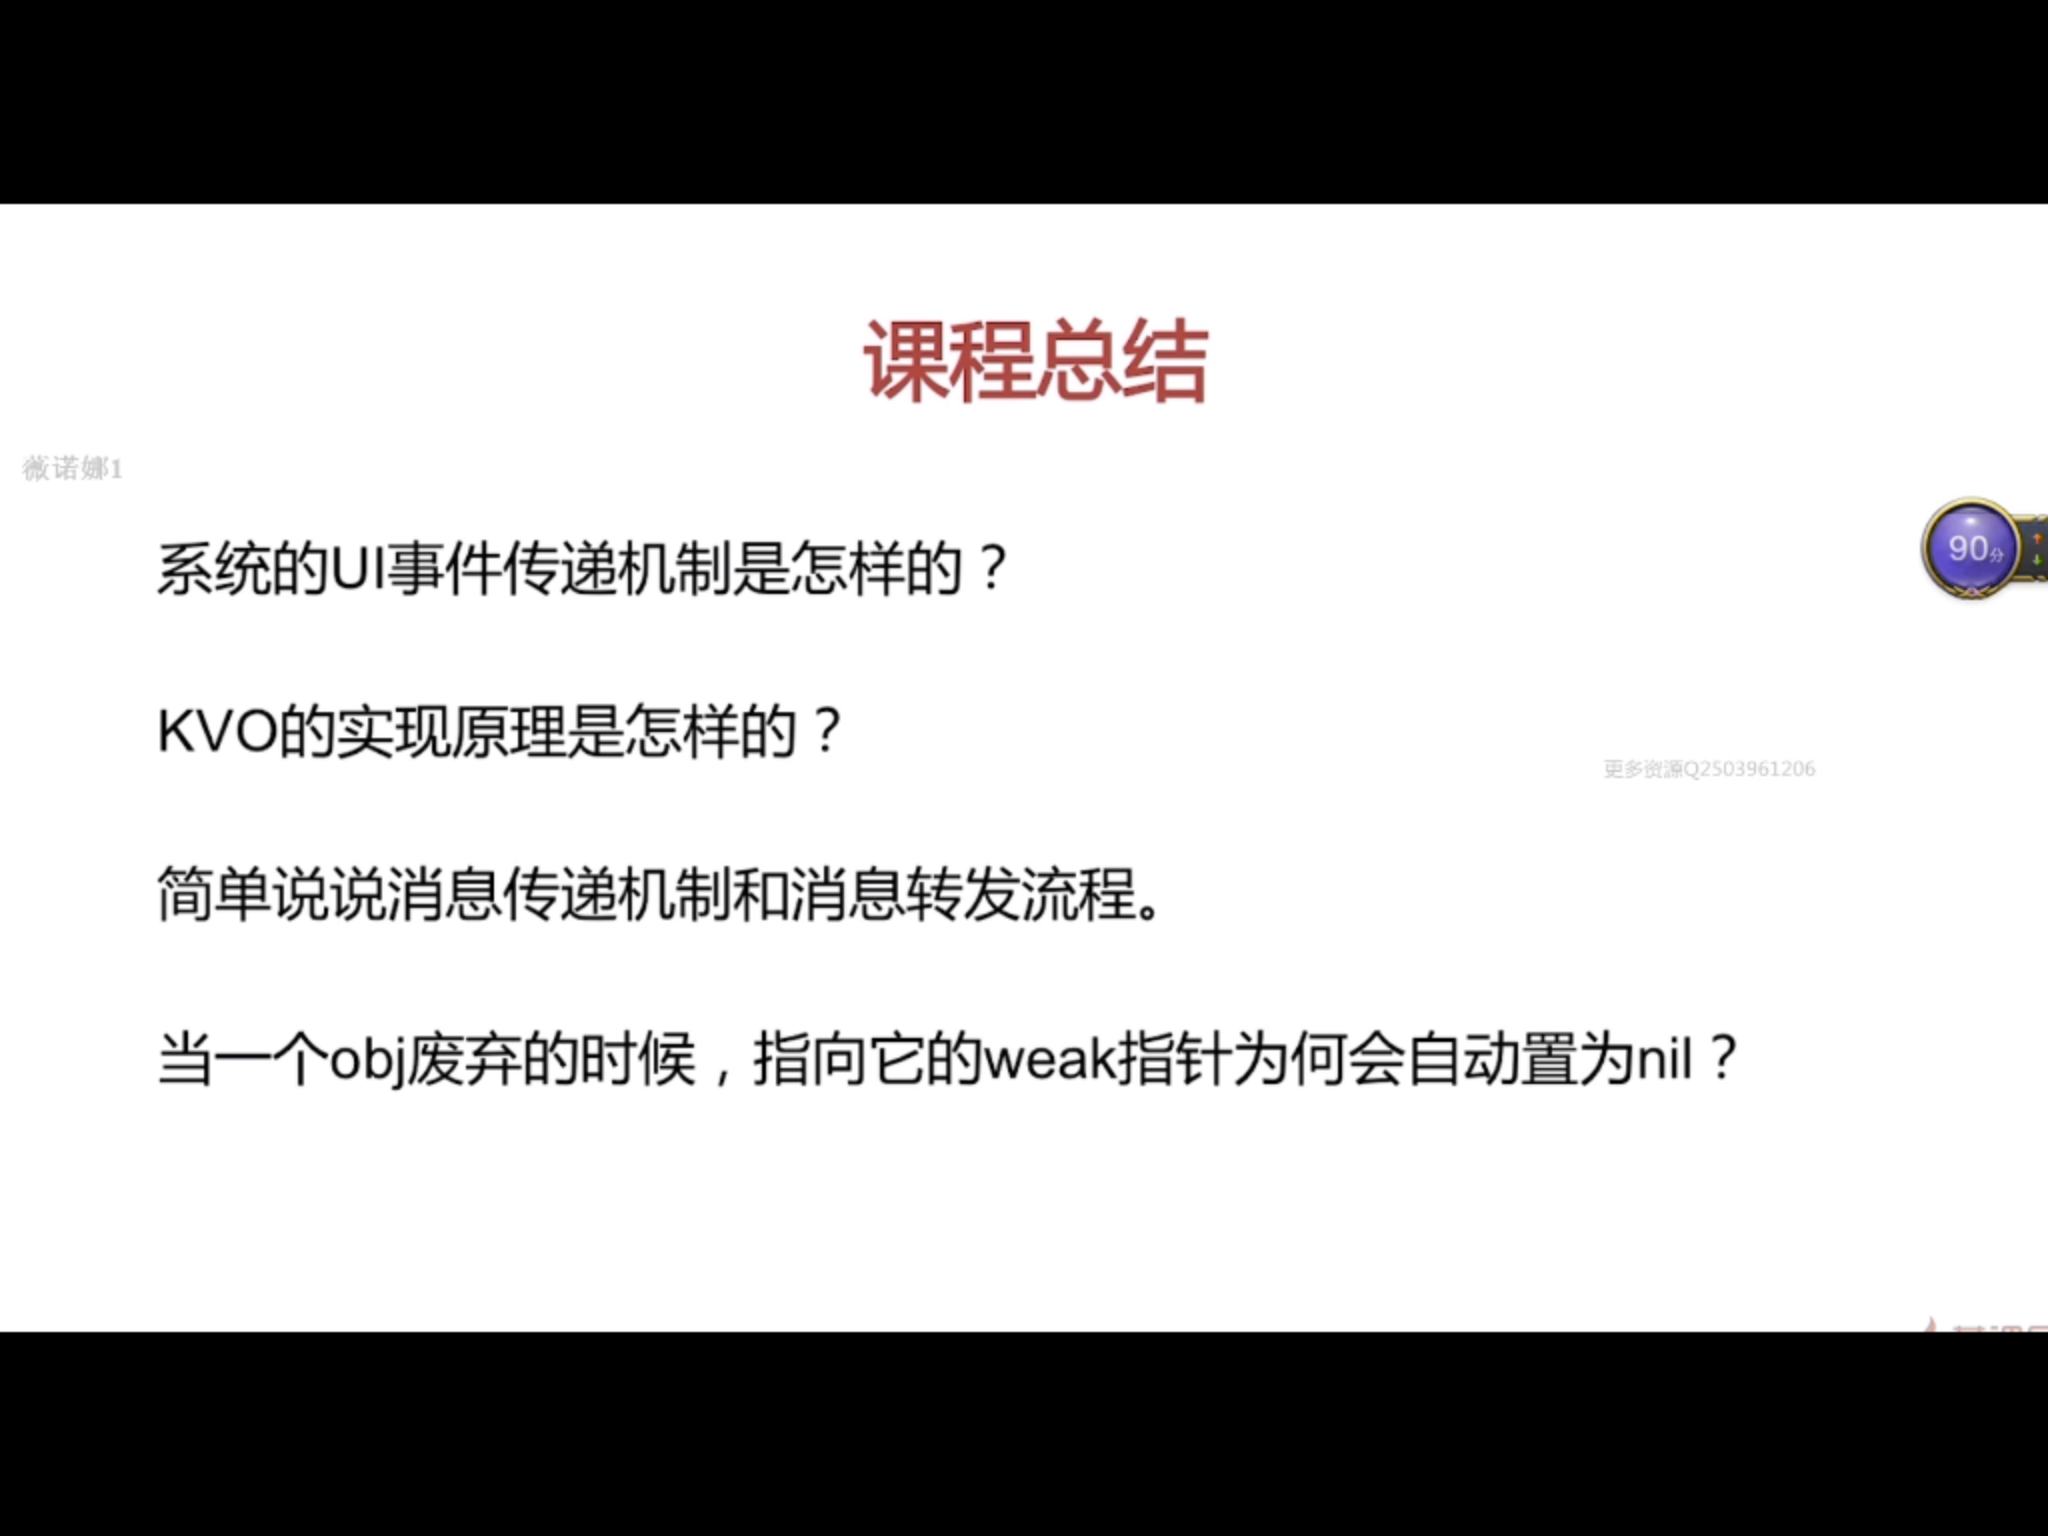 课程总结
薇诺娜1
系统的UI事件传递机制是怎样的？
90分
KVO的实现原理是怎样的？
更多资源Q2503961206
简单说说消息传递机制和消息转发流程。
当一个obj废弃的时候，指向它的weak指针为何会自动置为nil？